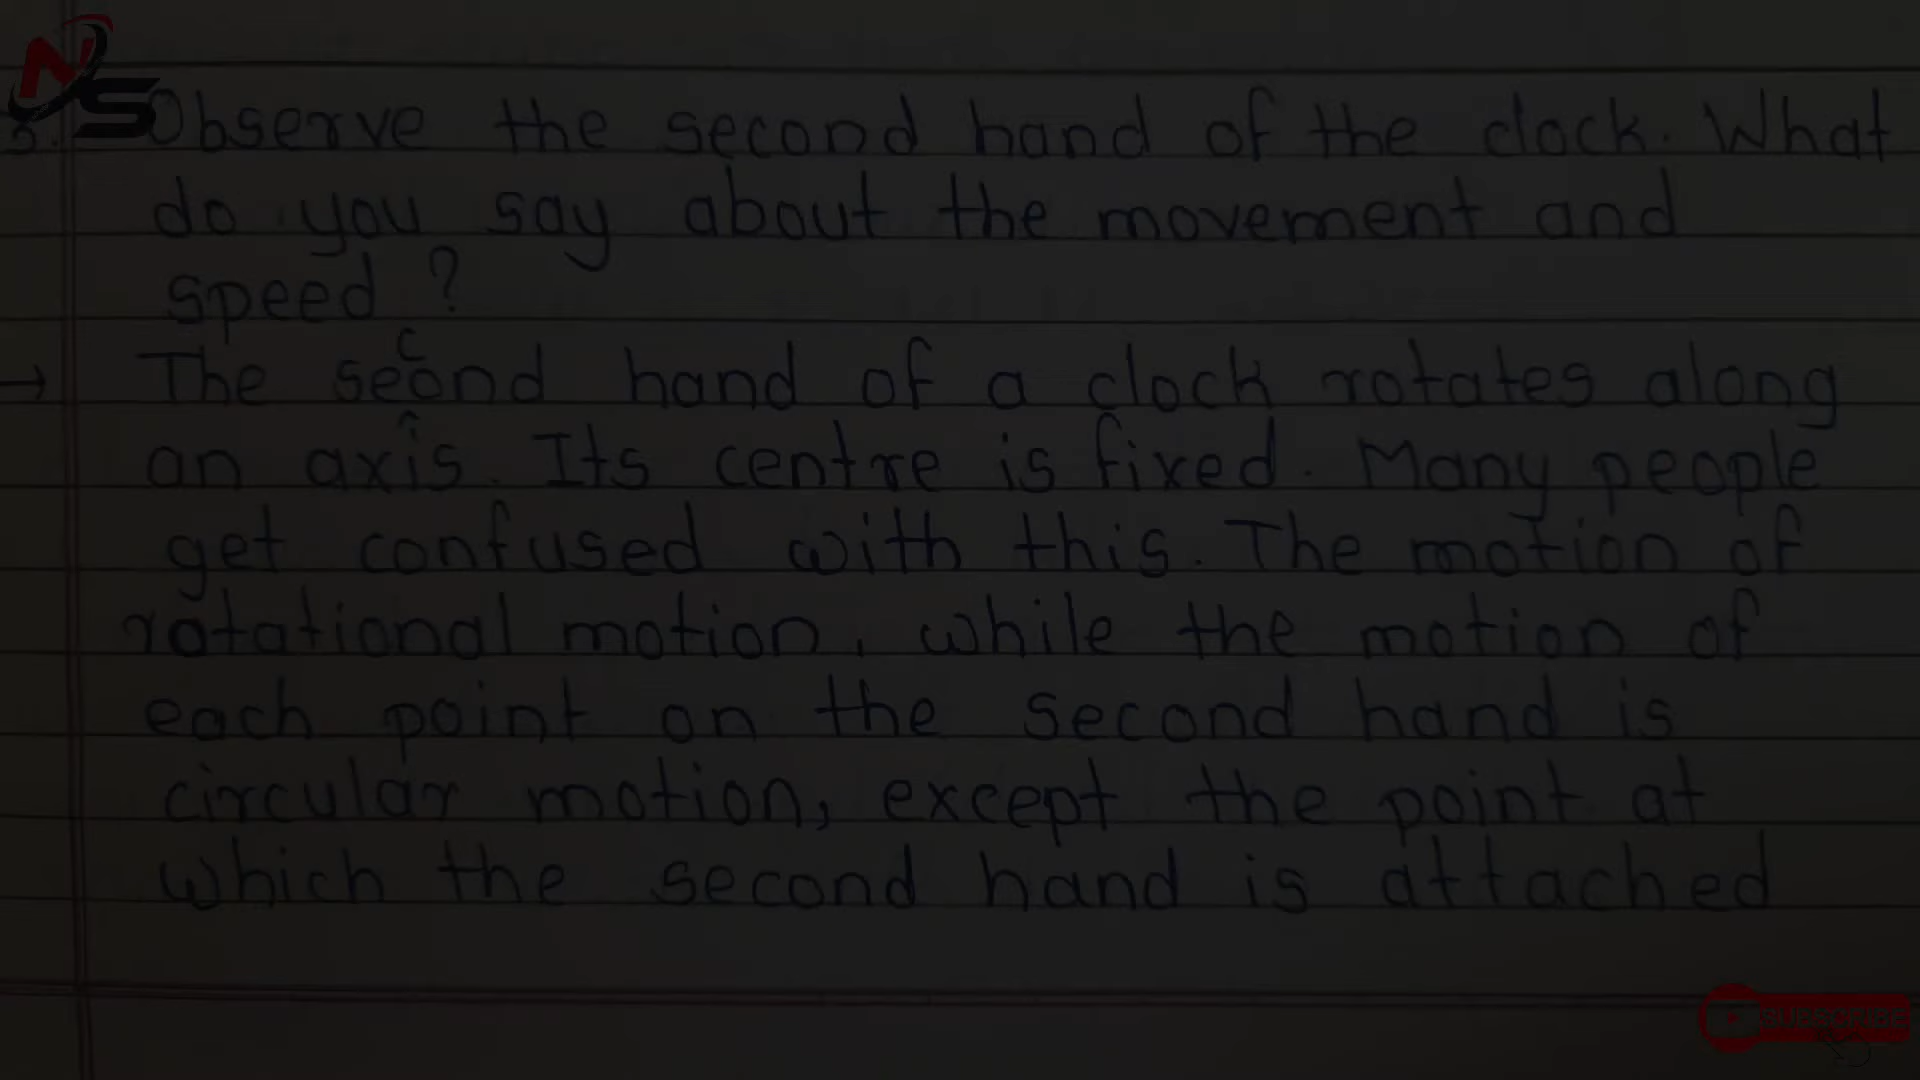 NS
3. Observe the second hand of the clock. What
do you say about the movement and
speed ?
→ The second hand of a clock rotates along
an axis. Its centre is fixed. Many people
get confused with this. The motion of
rotational motion, while the motion of
each point on the second hand is
circular motion, except the point at
which the second hand is attached
SUBSCRIBE